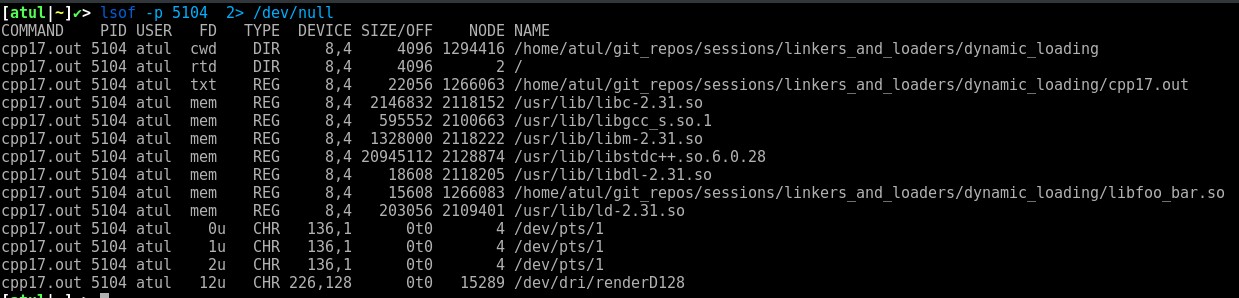 [atul|~]✔> lsof -p 5104  2> /dev/null
COMMAND    PID USER   FD   TYPE  DEVICE SIZE/OFF    NODE NAME
cpp17.out 5104 atul  cwd    DIR     8,4     4096 1294416 /home/atul/git_repos/sessions/linkers_and_loaders/dynamic_loading
cpp17.out 5104 atul  rtd    DIR     8,4     4096       2 /
cpp17.out 5104 atul  txt    REG     8,4    22056 1266063 /home/atul/git_repos/sessions/linkers_and_loaders/dynamic_loading/cpp17.out
cpp17.out 5104 atul  mem    REG     8,4  2146832 2118152 /usr/lib/libc-2.31.so
cpp17.out 5104 atul  mem    REG     8,4   595552 2100663 /usr/lib/libgcc_s.so.1
cpp17.out 5104 atul  mem    REG     8,4  1328000 2118222 /usr/lib/libm-2.31.so
cpp17.out 5104 atul  mem    REG     8,4 20945112 2128874 /usr/lib/libstdc++.so.6.0.28
cpp17.out 5104 atul  mem    REG     8,4    18608 2118205 /usr/lib/libdl-2.31.so
cpp17.out 5104 atul  mem    REG     8,4    15608 1266083 /home/atul/git_repos/sessions/linkers_and_loaders/dynamic_loading/libfoo_bar.so
cpp17.out 5104 atul  mem    REG     8,4   203056 2109401 /usr/lib/ld-2.31.so
cpp17.out 5104 atul   0u    CHR   136,1      0t0       4 /dev/pts/1
cpp17.out 5104 atul   1u    CHR   136,1      0t0       4 /dev/pts/1
cpp17.out 5104 atul   2u    CHR   136,1      0t0       4 /dev/pts/1
cpp17.out 5104 atul  12u    CHR 226,128      0t0   15289 /dev/dri/renderD128